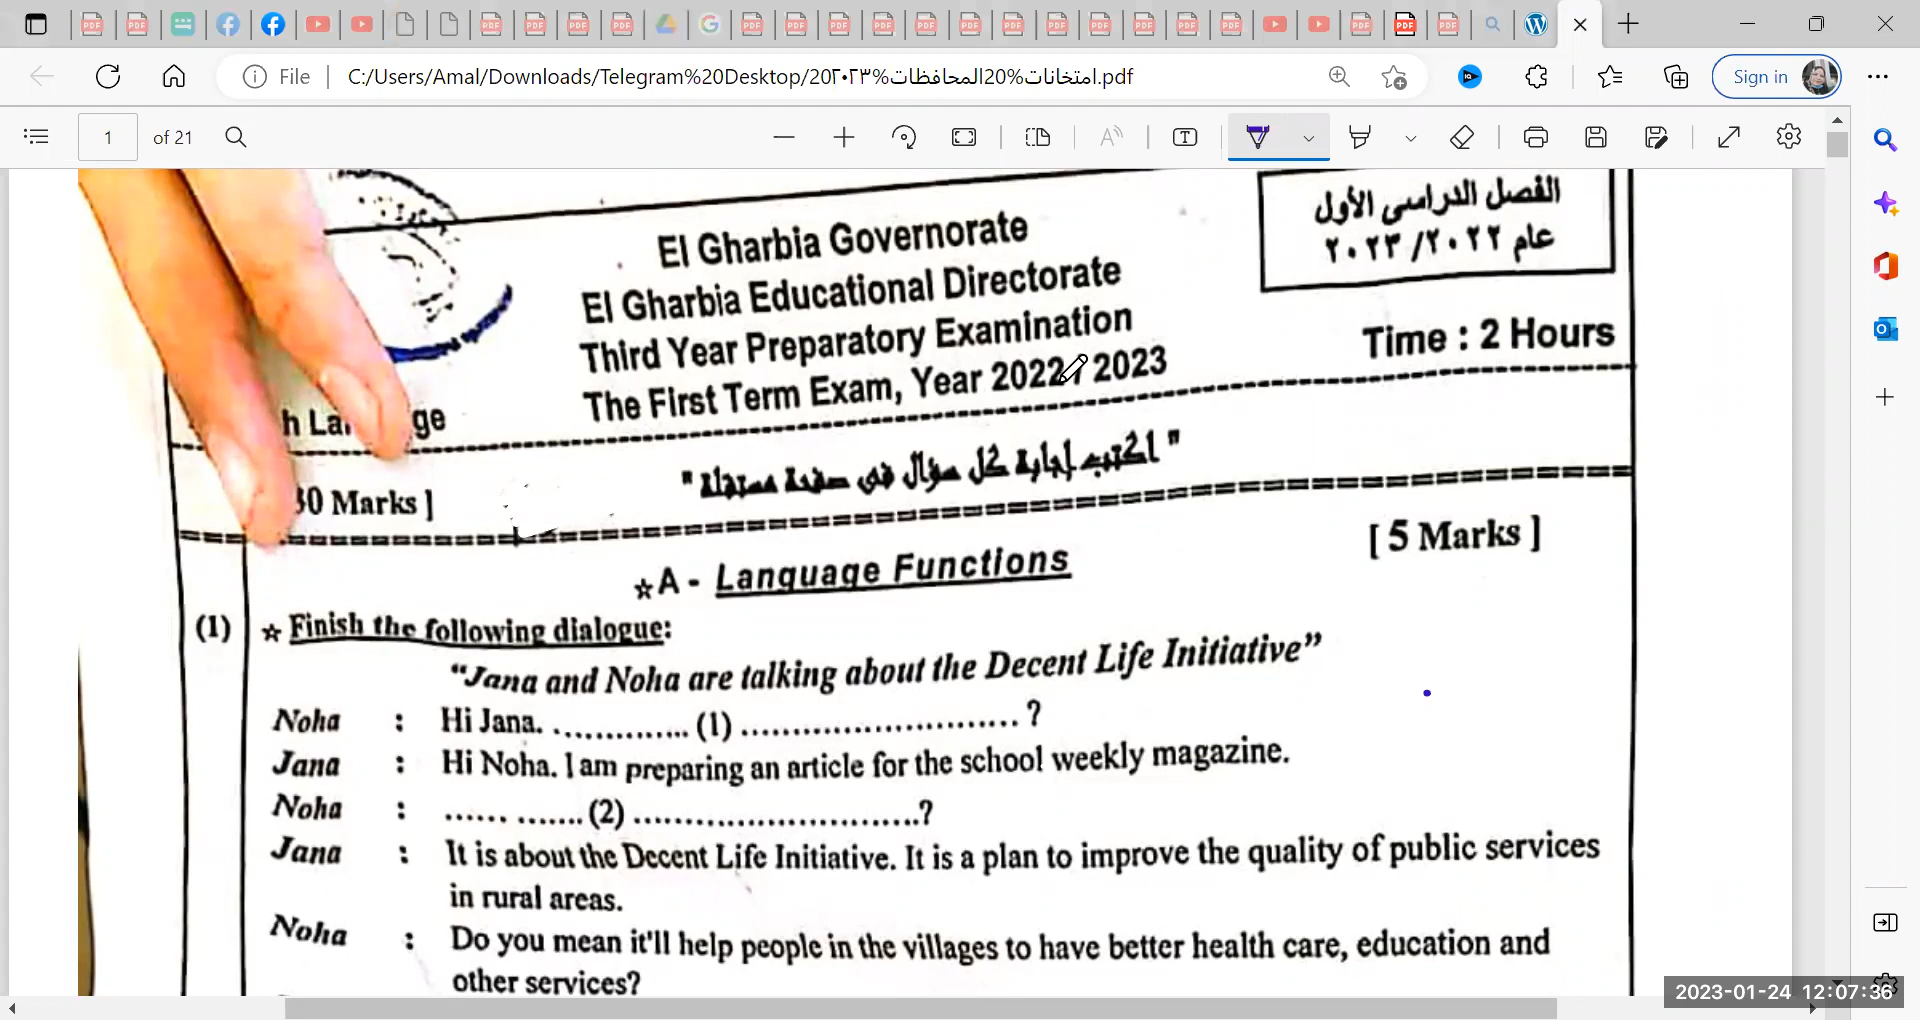 File
C:/Users/Amal/Downloads/Telegram%20Desktop/امتحانات%20المحافظات%20٢٠٢٣.pdf
Sign in
1 of 21
El Gharbia Governorate
El Gharbia Educational Directorate
Third Year Preparatory Examination
The First Term Exam, Year 2022/ 2023
الفصل الدراسى الأول
عام ٢٠٢٢/ ٢٠٢٣
Time : 2 Hours
" اكتب إجابة كل سؤال فى صفحة مستقلة "
Marks ]
[ 5 Marks ]
☆A - Language Functions
(1) ☆ Finish the following dialogue:
“Jana and Noha are talking about the Decent Life Initiative”
Noha : Hi Jana. .............. (1) ........................... ?
Jana : Hi Noha. I am preparing an article for the school weekly magazine.
Noha : ...... ....... (2) ............................?
Jana : It is about the Decent Life Initiative. It is a plan to improve the quality of public services
in rural areas.
Noha : Do you mean it'll help people in the villages to have better health care, education and
other services?
2023-01-24 12:07:36